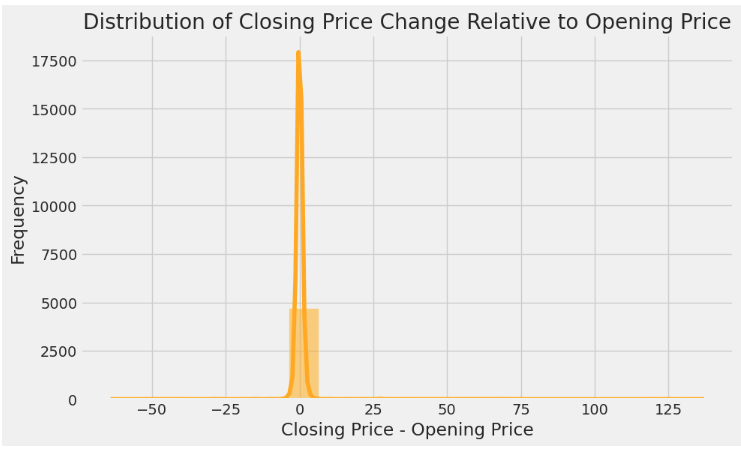 Distribution of Closing Price Change Relative to Opening Price
17500
15000
12500
10000
7500
5000
2500
0
Frequency
−50 −25 0 25 50 75 100 125
Closing Price - Opening Price